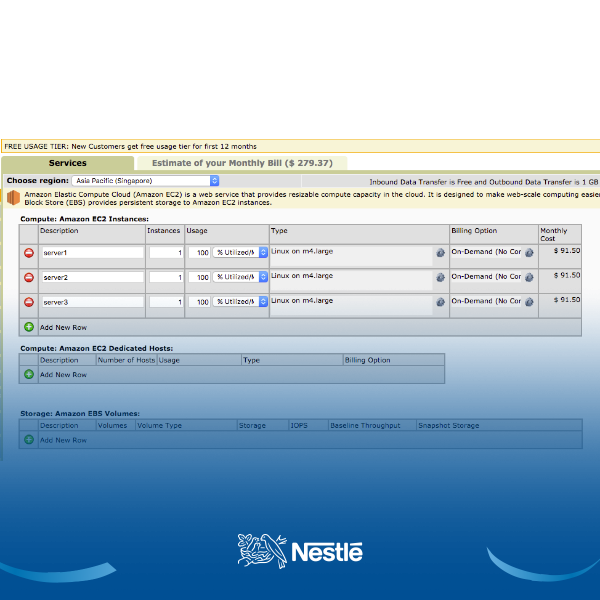 FREE USAGE TIER: New Customers get free usage tier for first 12 months
Services
Estimate of your Monthly Bill ($ 279.37)
Choose region: Asia Pacific (Singapore)
Inbound Data Transfer is Free and Outbound Data Transfer is 1 GB
Amazon Elastic Compute Cloud (Amazon EC2) is a web service that provides resizable compute capacity in the cloud. It is designed to make web-scale computing easier
Block Store (EBS) provides persistent storage to Amazon EC2 instances.
Compute: Amazon EC2 Instances:
Description Instances Usage Type Billing Option Monthly Cost
server1 1 100 % Utilized/M Linux on m4.large On-Demand (No Cor $ 91.50
server2 1 100 % Utilized/M Linux on m4.large On-Demand (No Cor $ 91.50
server3 1 100 % Utilized/M Linux on m4.large On-Demand (No Cor $ 91.50
Add New Row
Compute: Amazon EC2 Dedicated Hosts:
Description Number of Hosts Usage Type Billing Option
Add New Row
Storage: Amazon EBS Volumes:
Description Volumes Volume Type Storage IOPS Baseline Throughput Snapshot Storage
Add New Row
Nestlé